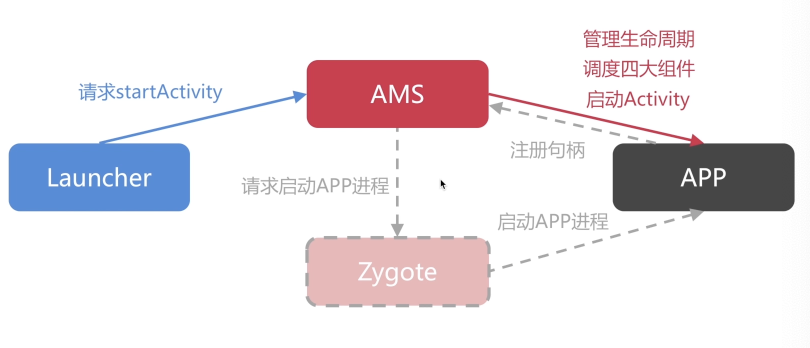 管理生命周期
调度四大组件
启动Activity
请求startActivity
AMS
注册句柄
Launcher
APP
请求启动APP进程
启动APP进程
Zygote